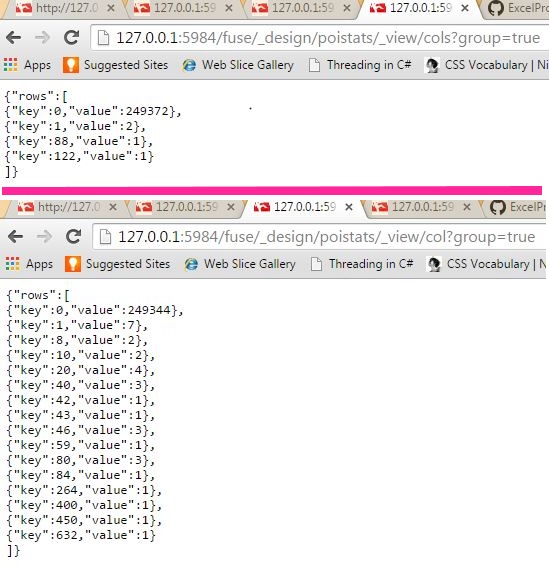 http://127.0 127.0.0.1:59 127.0.0.1:59 127.0.0.1:59 ExcelPro
127.0.0.1:5984/fuse/_design/poistats/_view/cols?group=true
Apps Suggested Sites Web Slice Gallery Threading in C# CSS Vocabulary | Ni
{"rows":[
{"key":0,"value":249372},
{"key":1,"value":2},
{"key":88,"value":1},
{"key":122,"value":1}
]}
http://127.0 127.0.0.1:59 127.0.0.1:59 127.0.0.1:59 ExcelPro
127.0.0.1:5984/fuse/_design/poistats/_view/col?group=true
Apps Suggested Sites Web Slice Gallery Threading in C# CSS Vocabulary | N
{"rows":[
{"key":0,"value":249344},
{"key":1,"value":7},
{"key":8,"value":2},
{"key":10,"value":2},
{"key":20,"value":4},
{"key":40,"value":3},
{"key":42,"value":1},
{"key":43,"value":1},
{"key":46,"value":3},
{"key":59,"value":1},
{"key":80,"value":3},
{"key":84,"value":1},
{"key":264,"value":1},
{"key":400,"value":1},
{"key":450,"value":1},
{"key":632,"value":1}
]}